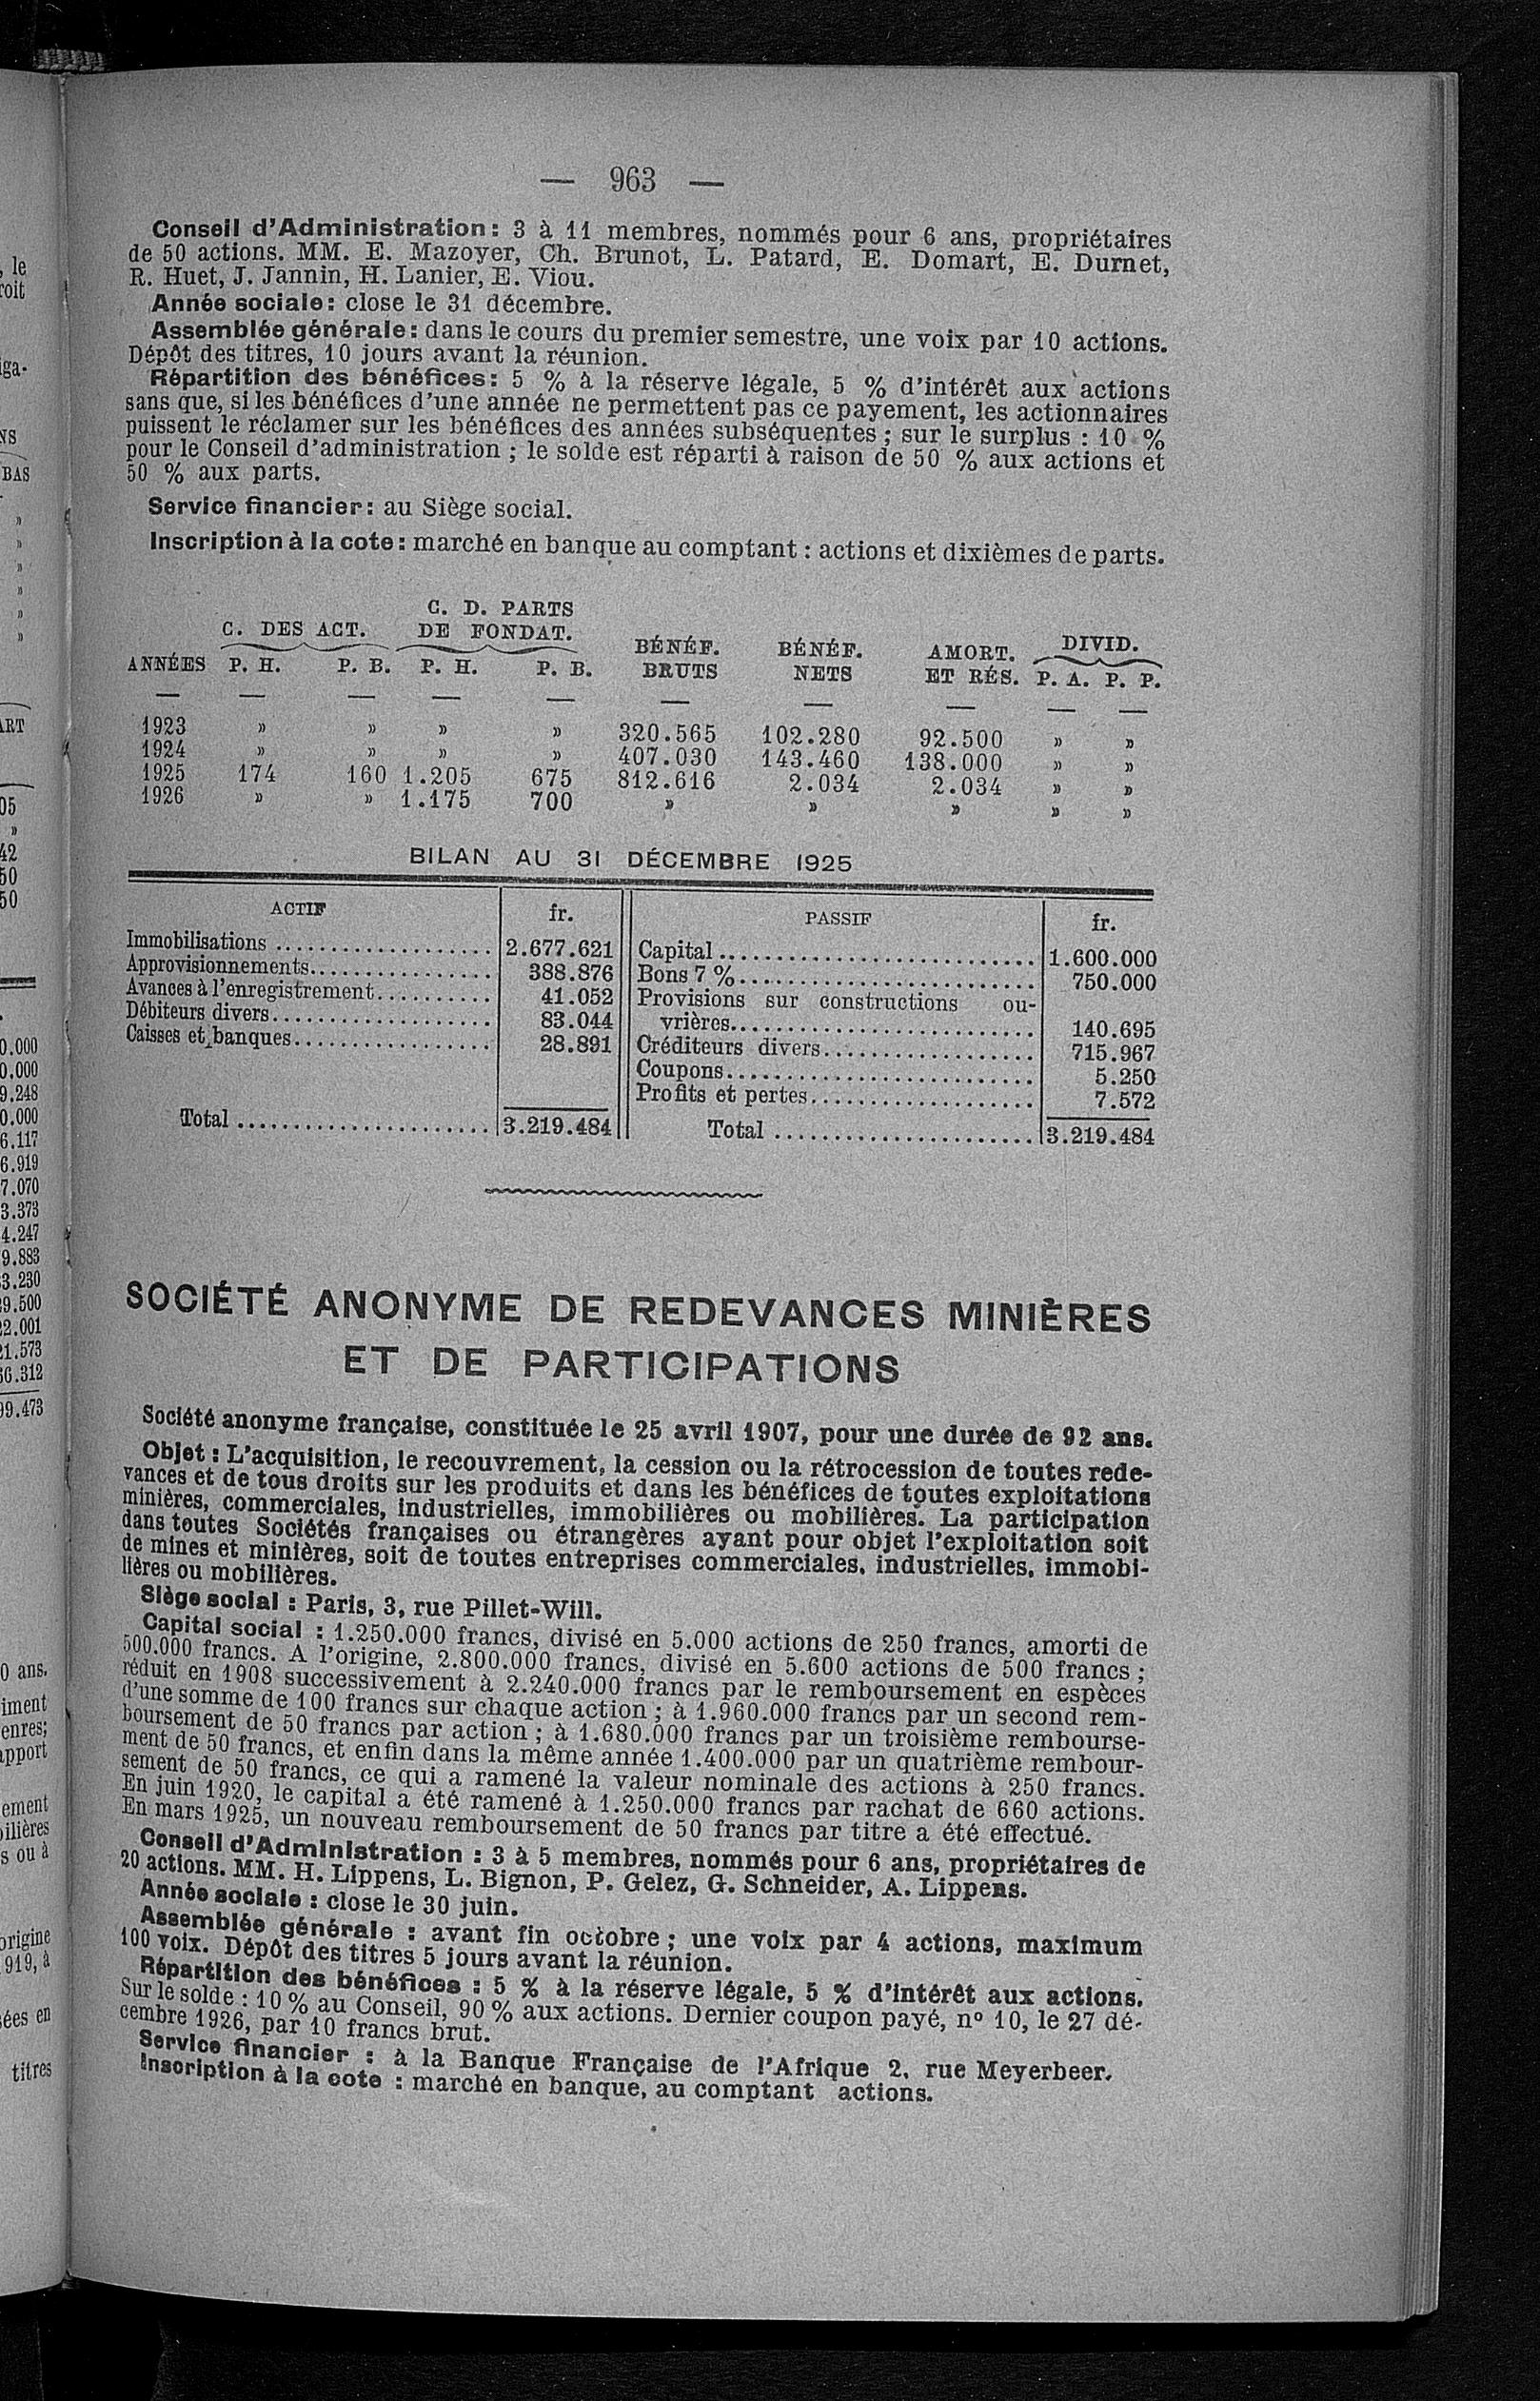 — 963 —
Conseil d'Administration: 3 à 11 membres, nommés pour 6 ans, propriétaires
de 50 actions. MM. E. Mazoyer, Ch. Brunot, L. Patard, E. Domart, E. Durnet,
R. Huet, J. Jannin, H. Lanier, E. Viou.
Année sociale: close le 31 décembre.
Assemblée générale: dans le cours du premier semestre, une voix par 10 actions.
Dépôt des titres, 10 jours avant la réunion.
Répartition des bénéfices: 5 % à la réserve légale, 5 % d'intérêt aux actions
sans que, si les bénéfices d'une année ne permettent pas ce payement, les actionnaires
puissent le réclamer sur les bénéfices des années subséquentes ; sur le surplus : 10 %
pour le Conseil d'administration ; le solde est réparti à raison de 50 % aux actions et
50 % aux parts.
Service financier: au Siège social.
Inscription à la cote: marché en banque au comptant : actions et dixièmes de parts.
C. D. PARTS
C. DES ACT. DE FONDAT. BÉNÉF. BÉNÉF. AMORT. DIVID.
ANNÉES P. H. P. B. P. H. P. B. BRUTS NETS ET RÉS. P. A. P. P.
— — — — — — — — — —
1923 » » » » 320.565 102.280 92.500 » »
1924 » » » » 407.030 143.460 138.000 » »
1925 174 160 1.205 675 812.616 2.034 2.034 » »
1926 » » 1.175 700 » » » » »
BILAN AU 31 DÉCEMBRE 1925
ACTIF fr. PASSIF fr.
Immobilisations .................... 2.677.621 Capital ............................ 1.600.000
Approvisionnements................ 388.876 Bons 7 %........................... 750.000
Avances à l'enregistrement.......... 41.052 Provisions sur constructions ou-
Débiteurs divers.................... 83.044 vrières............................ 140.695
Caisses et banques.................. 28.891 Créditeurs divers................... 715.967
Coupons............................ 5.250
Profits et pertes.................... 7.572
Total ....................... 3.219.484 Total ........................ 3.219.484
SOCIÉTÉ ANONYME DE REDEVANCES MINIÈRES
ET DE PARTICIPATIONS
Société anonyme française, constituée le 25 avril 1907, pour une durée de 92 ans.
Objet : L'acquisition, le recouvrement, la cession ou la rétrocession de toutes rede-
vances et de tous droits sur les produits et dans les bénéfices de toutes exploitations
minières, commerciales, industrielles, immobilières ou mobilières. La participation
dans toutes Sociétés françaises ou étrangères ayant pour objet l'exploitation soit
de mines et minières, soit de toutes entreprises commerciales, industrielles, immobi-
lières ou mobilières.
Siège social : Paris, 3, rue Pillet-Will.
Capital social : 1.250.000 francs, divisé en 5.000 actions de 250 francs, amorti de
500.000 francs. A l'origine, 2.800.000 francs, divisé en 5.600 actions de 500 francs ;
réduit en 1908 successivement à 2.240.000 francs par le remboursement en espèces
d'une somme de 100 francs sur chaque action ; à 1.960.000 francs par un second rem-
boursement de 50 francs par action ; à 1.680.000 francs par un troisième rembourse-
ment de 50 francs, et enfin dans la même année 1.400.000 par un quatrième rembour-
sement de 50 francs, ce qui a ramené la valeur nominale des actions à 250 francs.
En juin 1920, le capital a été ramené à 1.250.000 francs par rachat de 660 actions.
En mars 1925, un nouveau remboursement de 50 francs par titre a été effectué.
Conseil d'Administration : 3 à 5 membres, nommés pour 6 ans, propriétaires de
20 actions. MM. H. Lippens, L. Bignon, P. Gelez, G. Schneider, A. Lippens.
Année sociale : close le 30 juin.
Assemblée générale : avant fin octobre ; une voix par 4 actions, maximum
100 voix. Dépôt des titres 5 jours avant la réunion.
Répartition des bénéfices : 5 % à la réserve légale, 5 % d'intérêt aux actions.
Sur le solde : 10 % au Conseil, 90 % aux actions. Dernier coupon payé, nº 10, le 27 dé-
cembre 1926, par 10 francs brut.
Service financier : à la Banque Française de l'Afrique 2, rue Meyerbeer.
Inscription à la cote : marché en banque, au comptant actions.